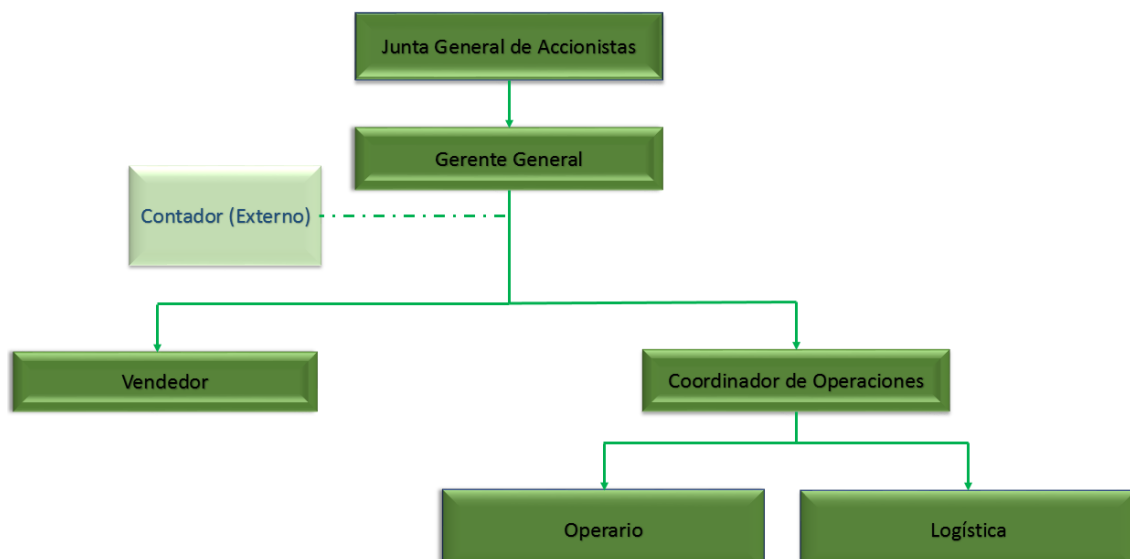 Junta General de Accionistas
Gerente General
Contador (Externo)
Vendedor
Coordinador de Operaciones
Operario
Logística